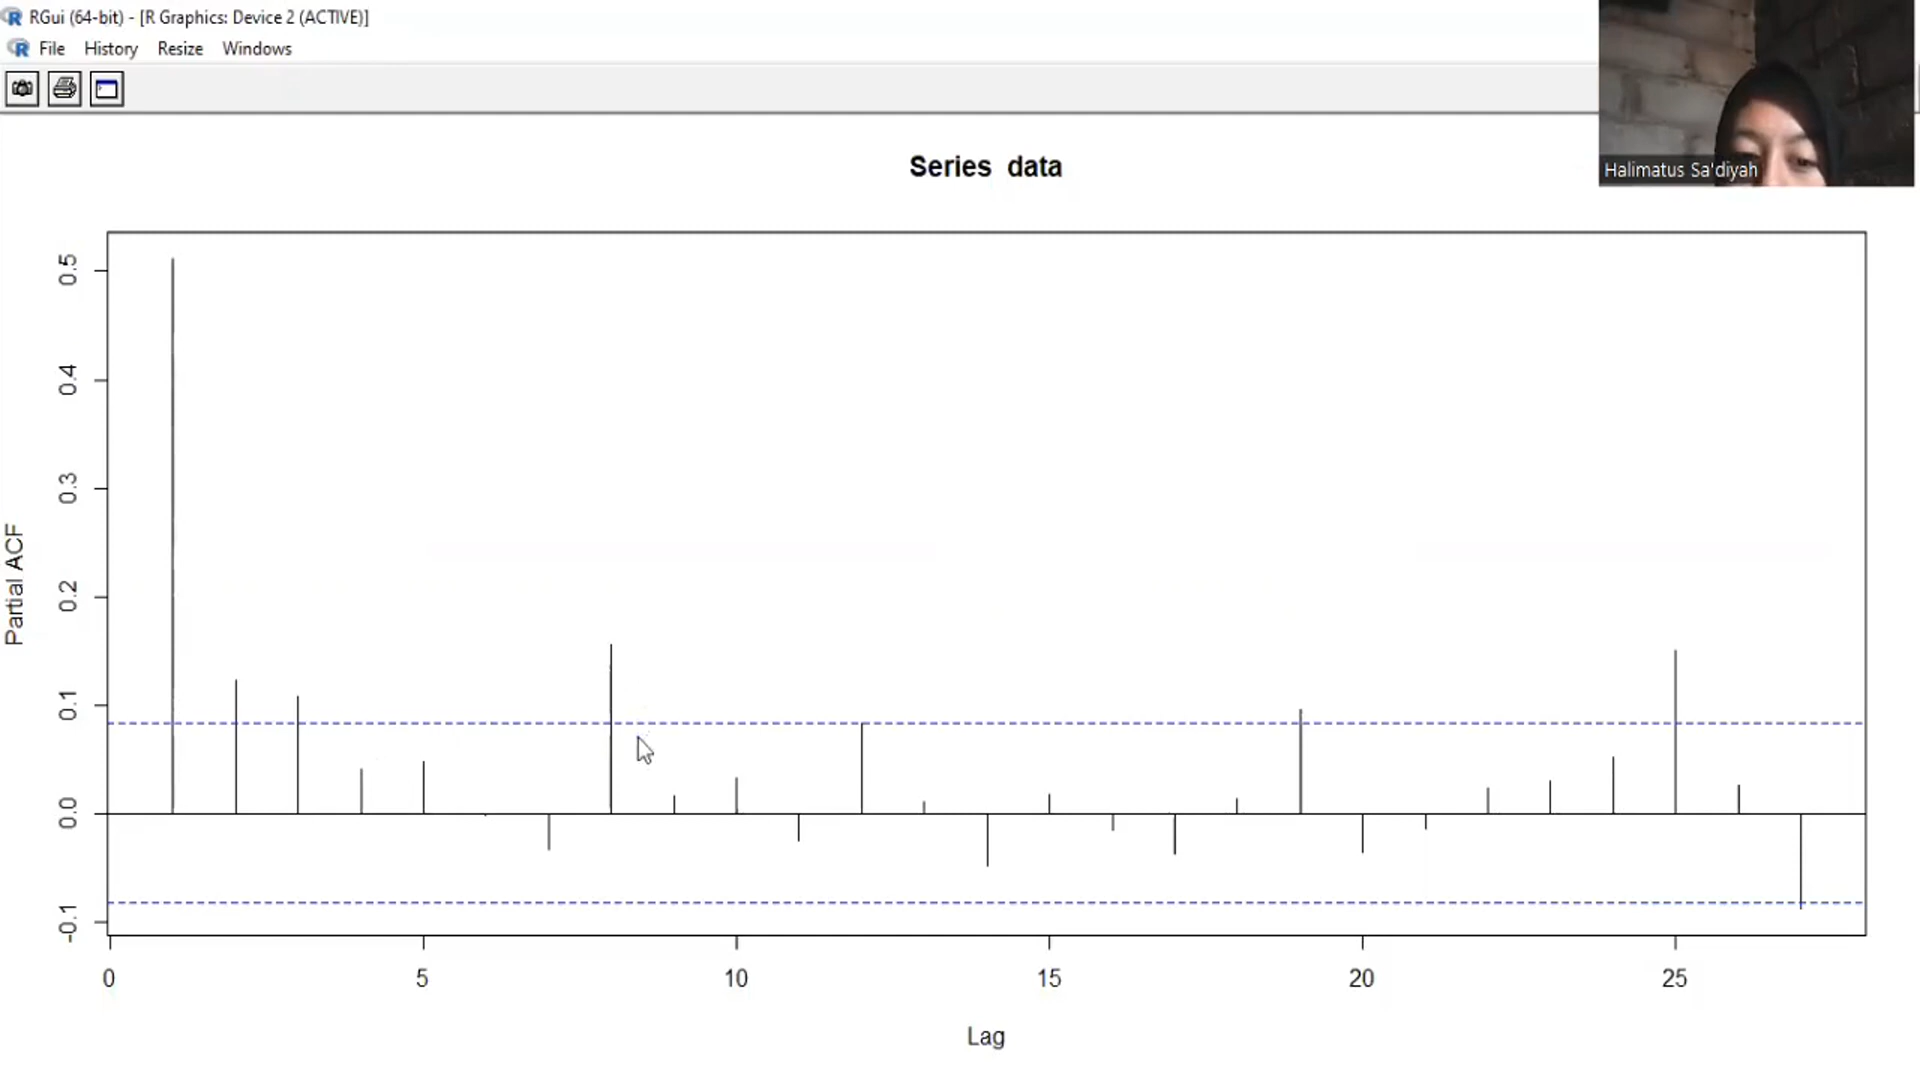 RGui (64-bit) - [R Graphics: Device 2 (ACTIVE)]
File History Resize Windows
Halimatus Sa'diyah
Series data
Partial ACF
0.5
0.4
0.3
0.2
0.1
0.0
-0.1
0 5 10 15 20 25
Lag